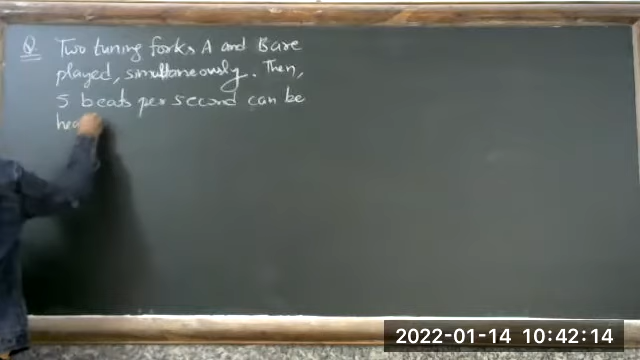 Q Two tuning forks A and B are
played, simultaneously. Then,
5 beats per second can be
hea
2022-01-14 10:42:14